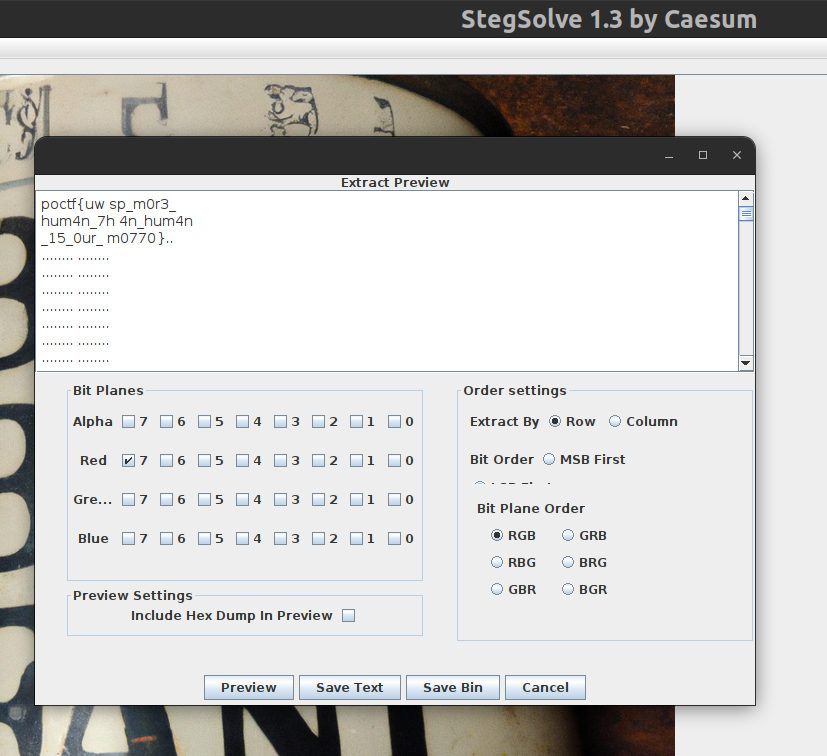 StegSolve 1.3 by Caesum
Extract Preview
poctf{uw sp_m0r3_
hum4n_7h 4n_hum4n
_15_0ur_ m0770}..
........ ........
........ ........
........ ........
........ ........
........ ........
........ ........
........ ........
Bit Planes
Alpha 7 6 5 4 3 2 1 0
Red 7 6 5 4 3 2 1 0
Gre... 7 6 5 4 3 2 1 0
Blue 7 6 5 4 3 2 1 0
Preview Settings
Include Hex Dump In Preview
Order settings
Extract By Row Column
Bit Order MSB First
Bit Plane Order
RGB GRB
RBG BRG
GBR BGR
Preview Save Text Save Bin Cancel